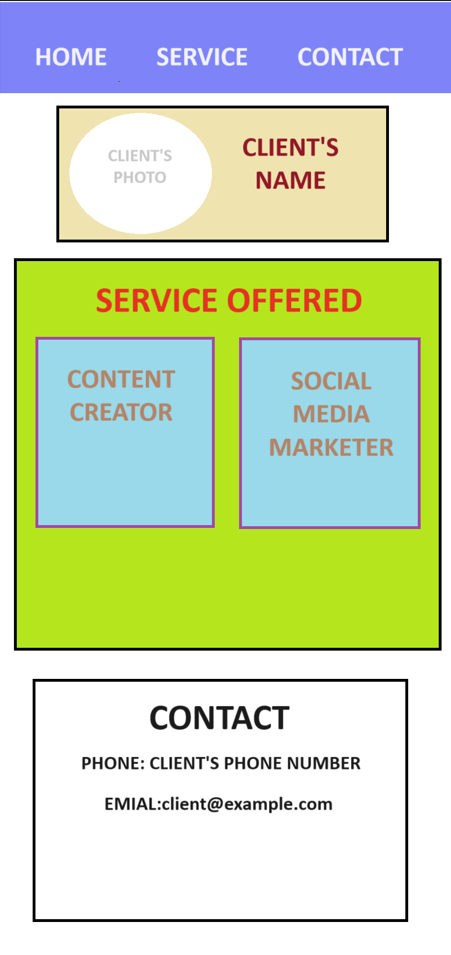 HOME SERVICE CONTACT
CLIENT'S
PHOTO
CLIENT'S
NAME
SERVICE OFFERED
CONTENT
CREATOR
SOCIAL
MEDIA
MARKETER
CONTACT
PHONE: CLIENT'S PHONE NUMBER
EMIAL:client@example.com